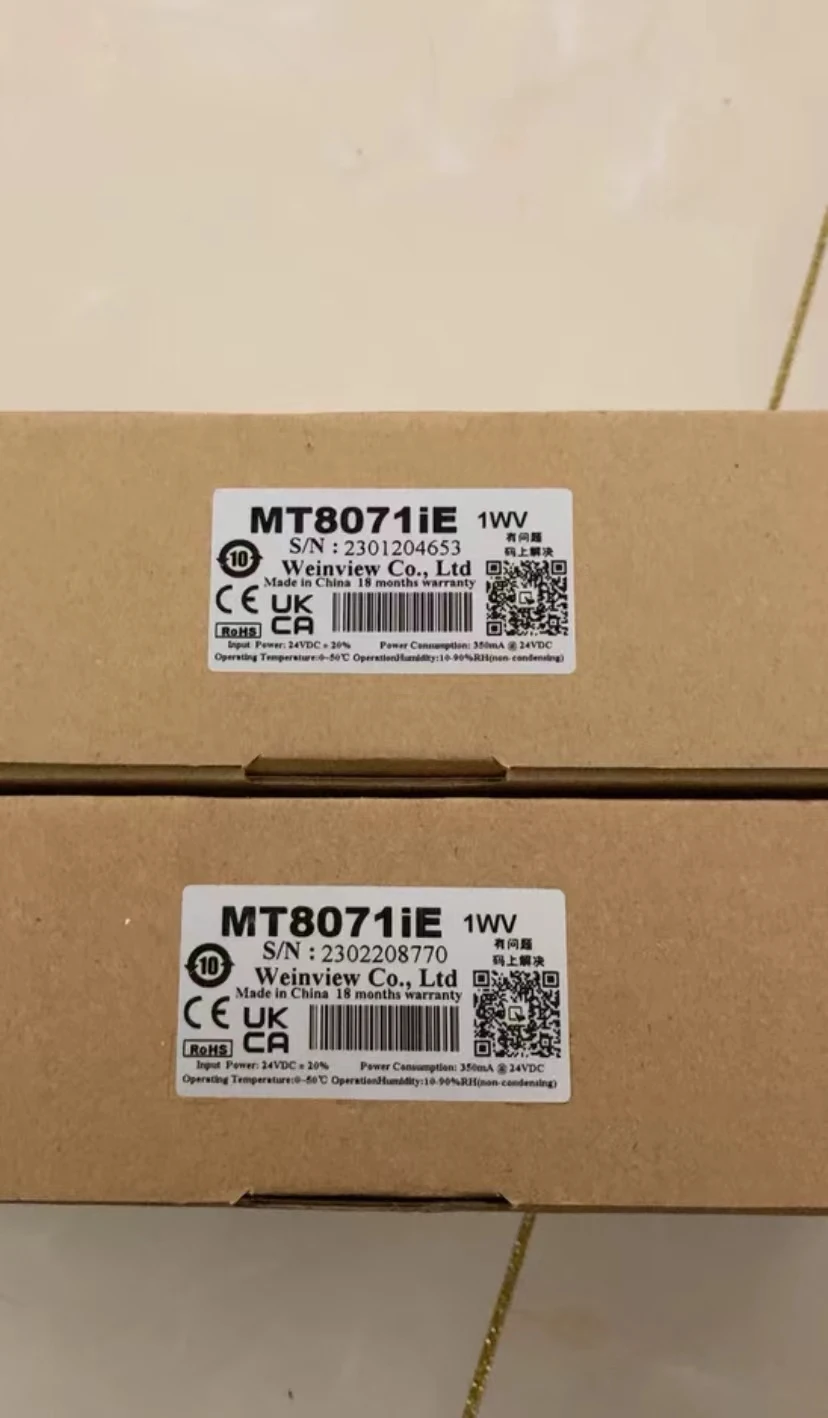 MT8071iE 1WV
S/N : 2301204653
有问题
码上解决
10
Weinview Co., Ltd
Made in China 18 months warranty
CE UK
CA
RoHS
Input Power: 24VDC ± 20% Power Consumption: 350mA @ 24VDC
Operating Temperature:0~50℃ OperationHumidity:10-90%RH(non-condensing)
MT8071iE 1WV
S/N : 2302208770
有问题
码上解决
10
Weinview Co., Ltd
Made in China 18 months warranty
CE UK
CA
RoHS
Input Power: 24VDC ± 20% Power Consumption: 350mA @ 24VDC
Operating Temperature:0~50℃ OperationHumidity:10-90%RH(non-condensing)